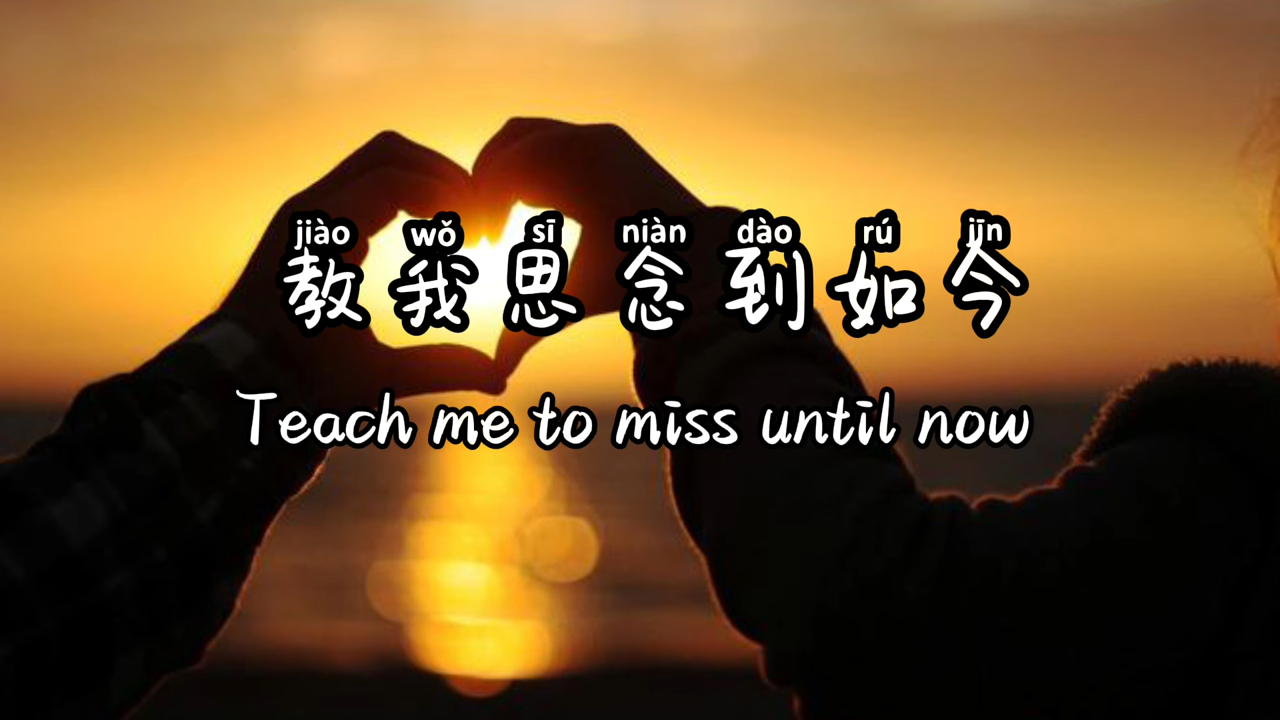 jiào wǒ sī niàn dào rú jīn
教我思念到如今
Teach me to miss until now